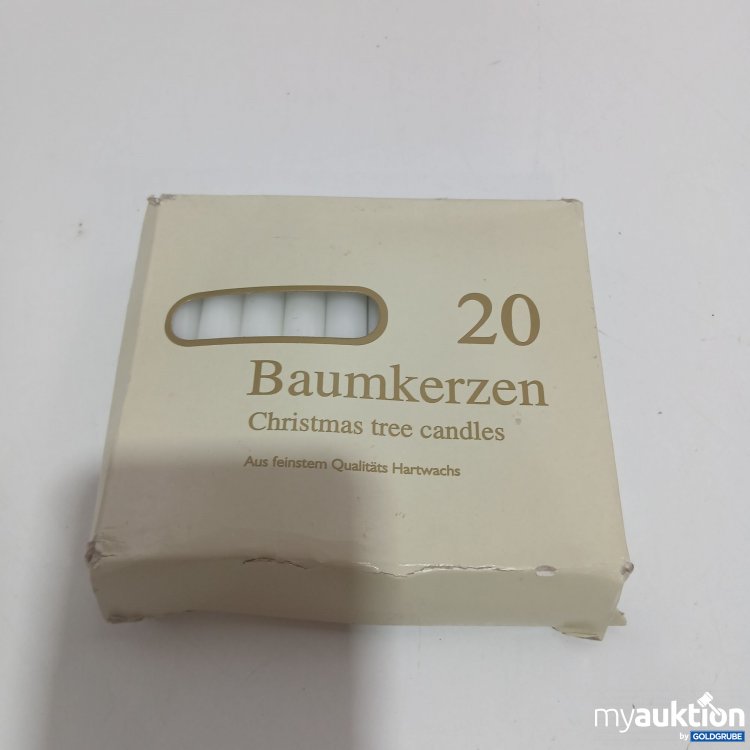 20
Baumkerzen
Christmas tree candles
Aus feinstem Qualitäts Hartwachs
myauktion
by GOLDGRUBE